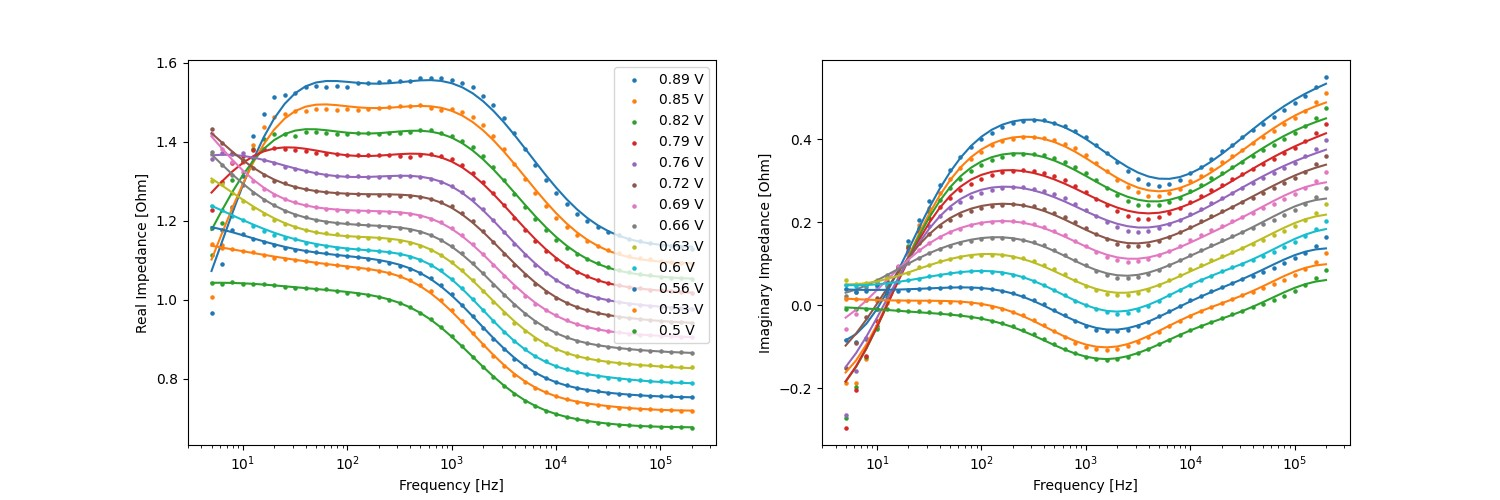 Real Impedance [Ohm]
1.6
1.4
1.2
1.0
0.8
10¹
10²
10³
10⁴
10⁵
Frequency [Hz]
0.89 V
0.85 V
0.82 V
0.79 V
0.76 V
0.72 V
0.69 V
0.66 V
0.63 V
0.6 V
0.56 V
0.53 V
0.5 V
Imaginary Impedance [Ohm]
0.4
0.2
0.0
−0.2
10¹
10²
10³
10⁴
10⁵
Frequency [Hz]